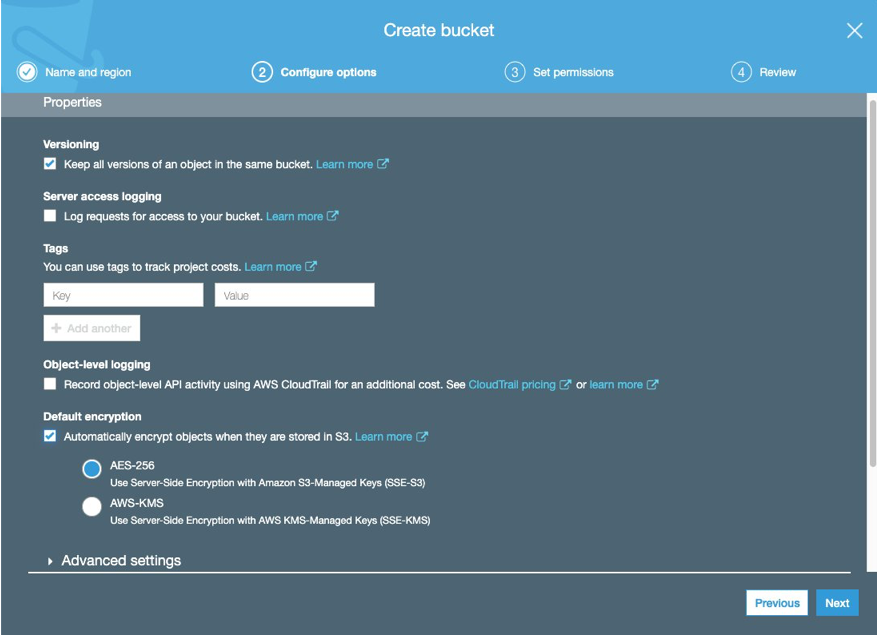 Create bucket
Name and region
2 Configure options
3 Set permissions
4 Review
Properties
Versioning
Keep all versions of an object in the same bucket. Learn more
Server access logging
Log requests for access to your bucket. Learn more
Tags
You can use tags to track project costs. Learn more
Key Value
+ Add another
Object-level logging
Record object-level API activity using AWS CloudTrail for an additional cost. See CloudTrail pricing or learn more
Default encryption
Automatically encrypt objects when they are stored in S3. Learn more
AES-256
Use Server-Side Encryption with Amazon S3-Managed Keys (SSE-S3)
AWS-KMS
Use Server-Side Encryption with AWS KMS-Managed Keys (SSE-KMS)
Advanced settings
Previous Next